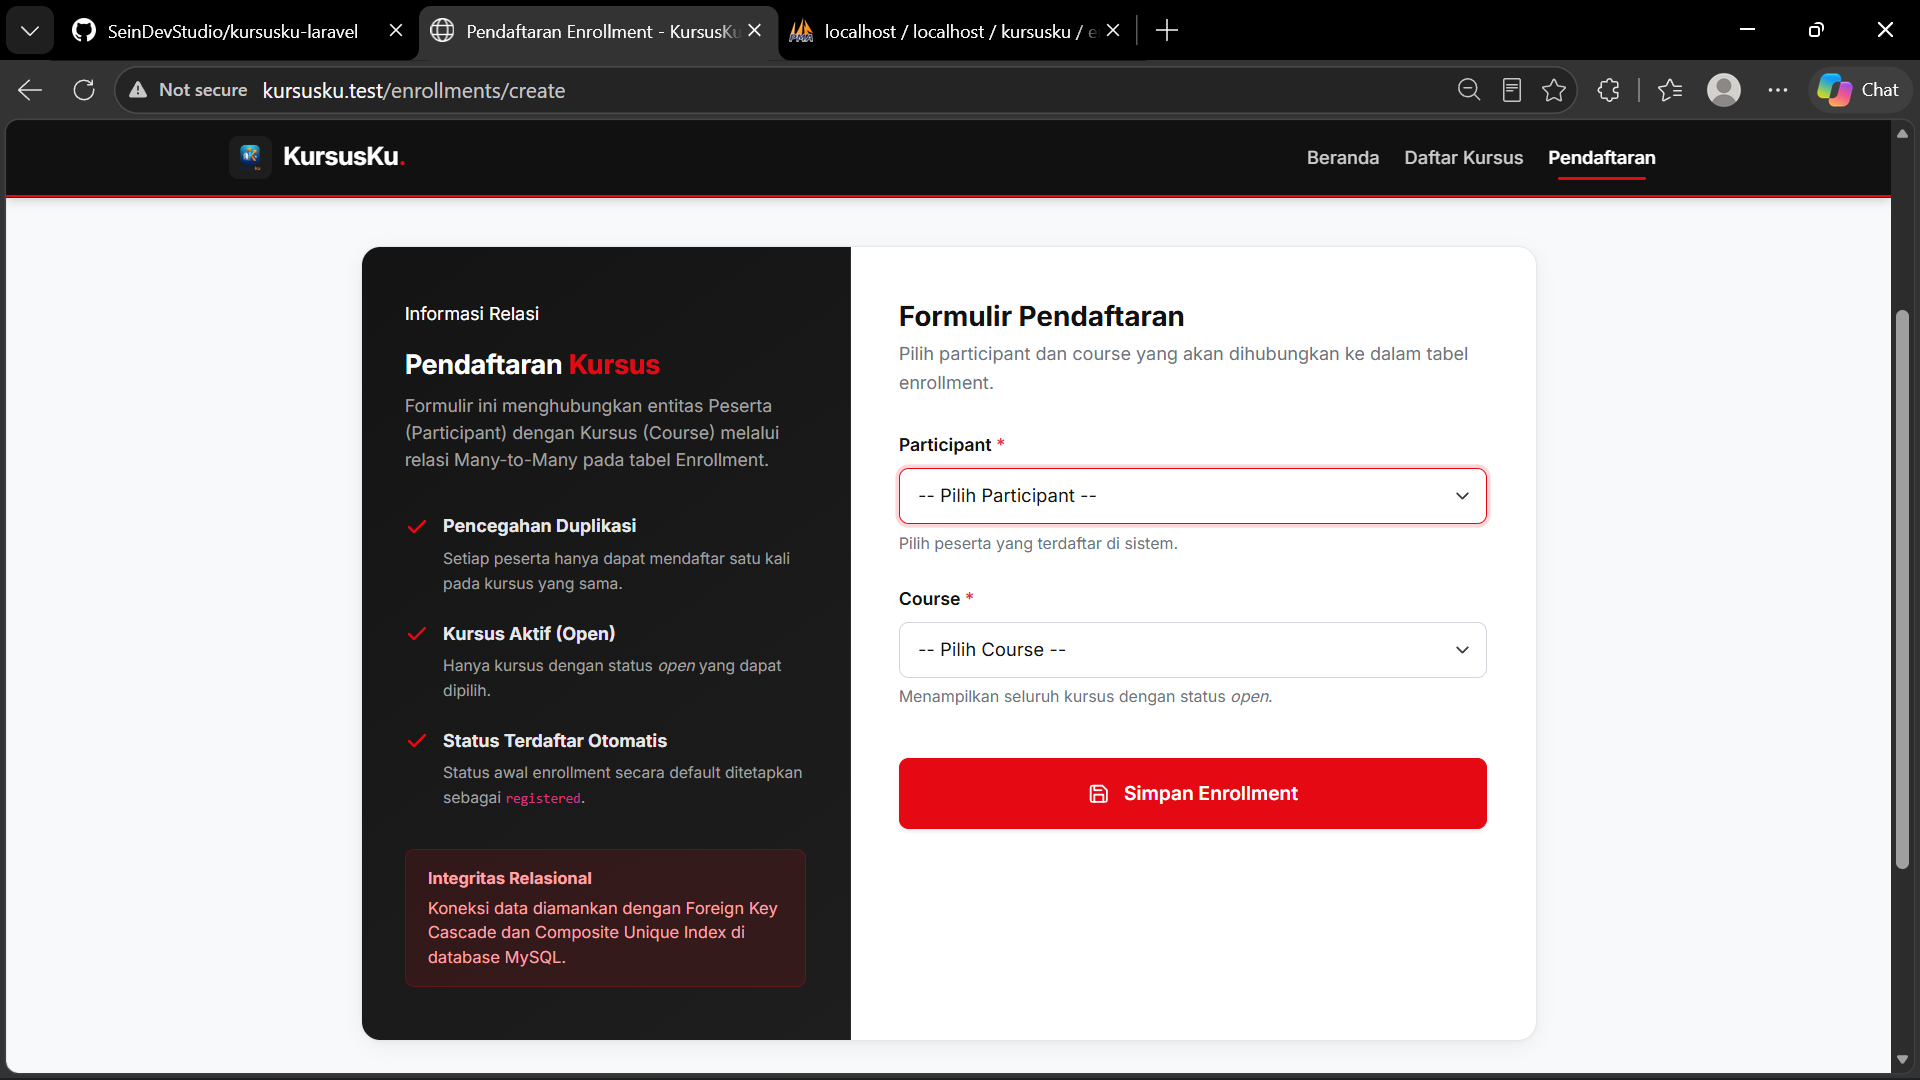 SeinDevStudio/kursusku-laravel
Pendaftaran Enrollment - KursusKu
localhost / localhost / kursusku / e
Not secure kursusku.test/enrollments/create
Chat
KursusKu.
Beranda Daftar Kursus Pendaftaran
Informasi Relasi
Pendaftaran Kursus
Formulir ini menghubungkan entitas Peserta
(Participant) dengan Kursus (Course) melalui
relasi Many-to-Many pada tabel Enrollment.
Pencegahan Duplikasi
Setiap peserta hanya dapat mendaftar satu kali
pada kursus yang sama.
Kursus Aktif (Open)
Hanya kursus dengan status open yang dapat
dipilih.
Status Terdaftar Otomatis
Status awal enrollment secara default ditetapkan
sebagai registered.
Integritas Relasional
Koneksi data diamankan dengan Foreign Key
Cascade dan Composite Unique Index di
database MySQL.
Formulir Pendaftaran
Pilih participant dan course yang akan dihubungkan ke dalam tabel
enrollment.
Participant *
-- Pilih Participant --
Pilih peserta yang terdaftar di sistem.
Course *
-- Pilih Course --
Menampilkan seluruh kursus dengan status open.
Simpan Enrollment